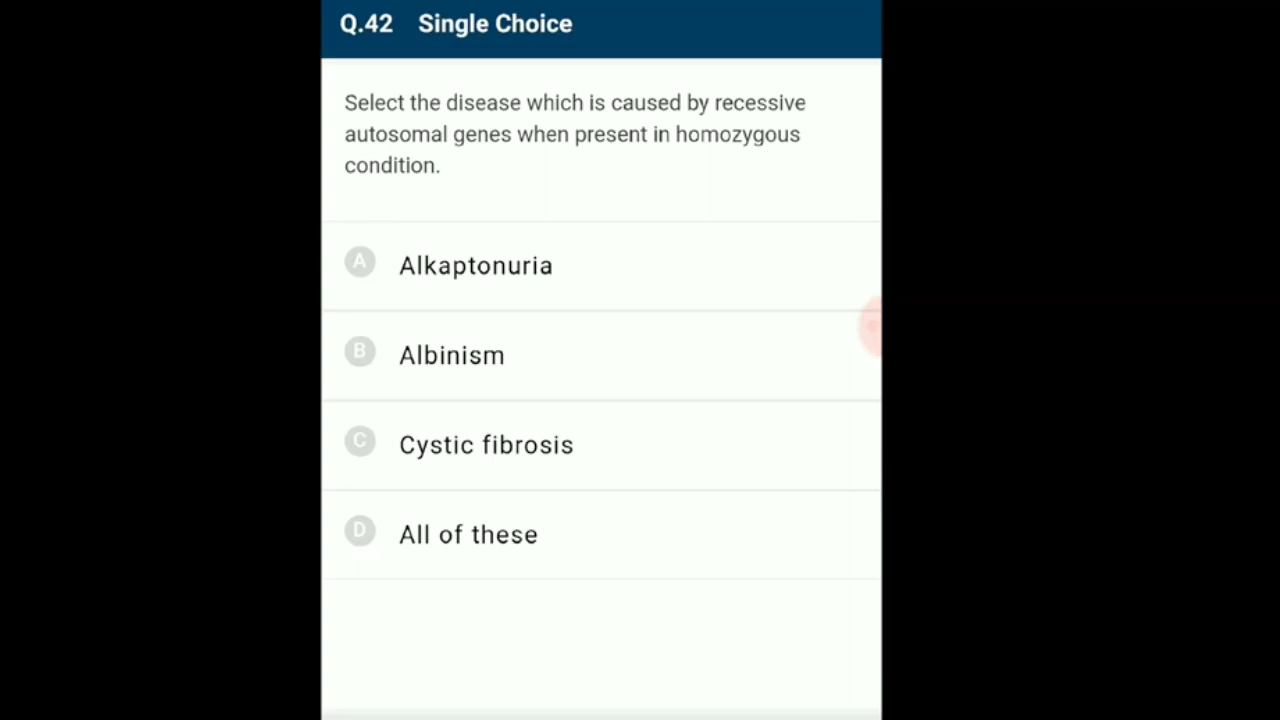 Q.42 Single Choice
Select the disease which is caused by recessive
autosomal genes when present in homozygous
condition.
A Alkaptonuria
B Albinism
C Cystic fibrosis
D All of these